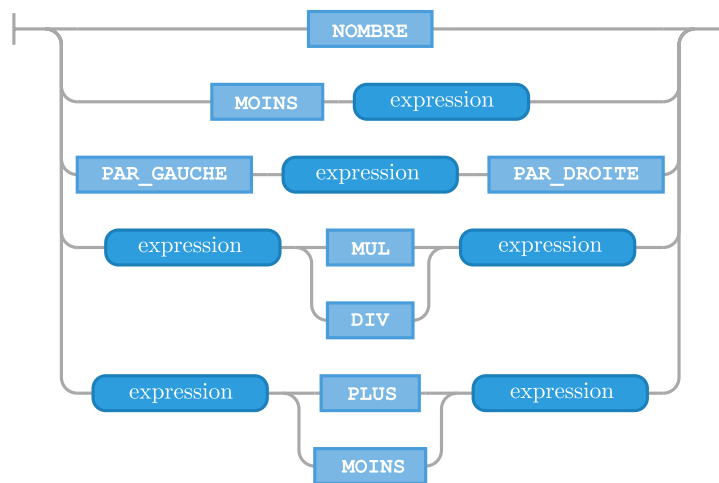 NOMBRE
MOINS expression
PAR_GAUCHE expression PAR_DROITE
expression MUL expression
DIV
expression PLUS expression
MOINS